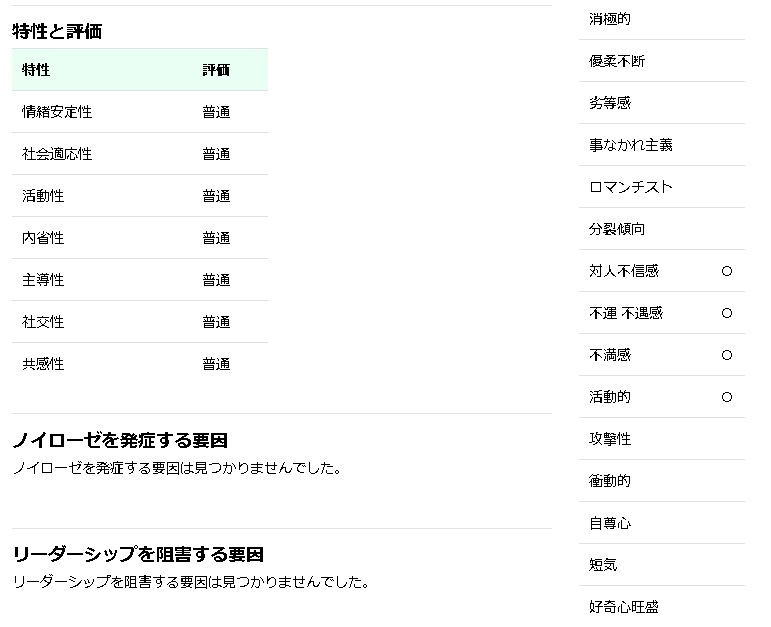 特性と評価
特性 評価
情緒安定性 普通
社会適応性 普通
活動性 普通
内省性 普通
主導性 普通
社交性 普通
共感性 普通
ノイローゼを発症する要因
ノイローゼを発症する要因は見つかりませんでした。
リーダーシップを阻害する要因
リーダーシップを阻害する要因は見つかりませんでした。
消極的
優柔不断
劣等感
事なかれ主義
ロマンチスト
分裂傾向
対人不信感 ○
不運 不遇感 ○
不満感 ○
活動的 ○
攻撃性
衝動的
自尊心
短気
好奇心旺盛